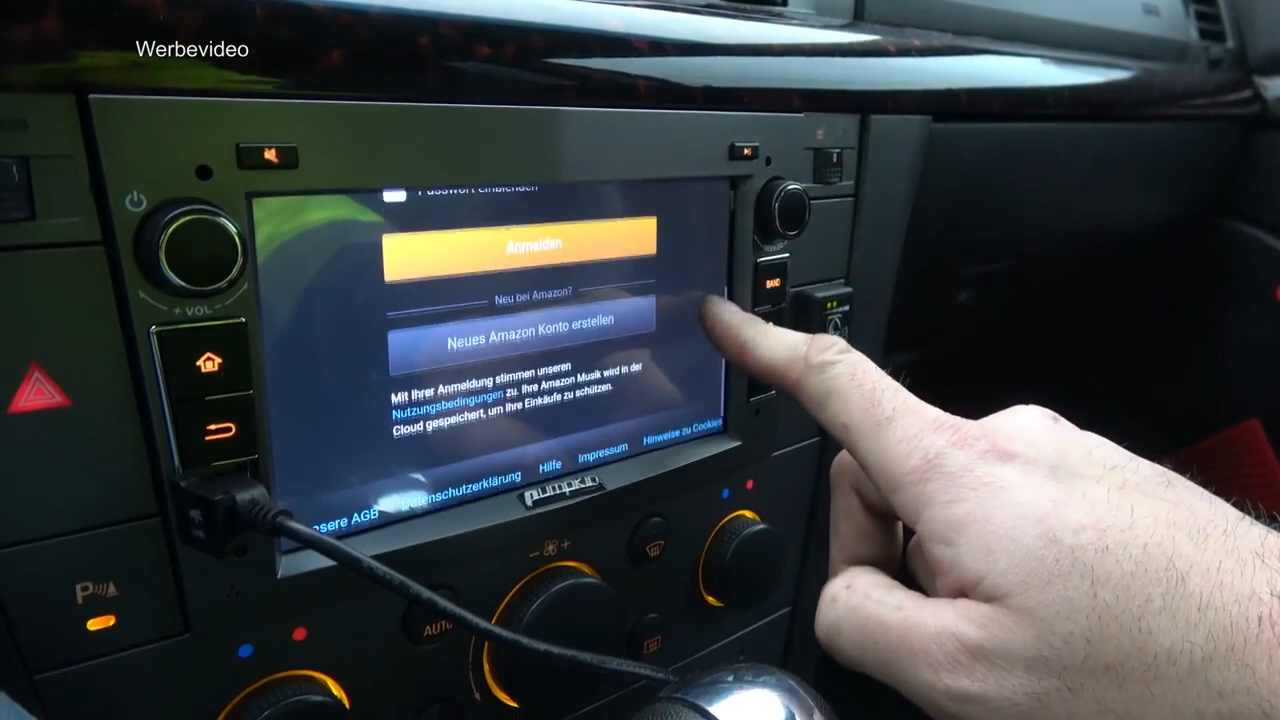 Werbevideo
Passwort einblenden
Anmelden
Neu bei Amazon?
Neues Amazon Konto erstellen
Mit Ihrer Anmeldung stimmen unseren
Nutzungsbedingungen zu. Ihre Amazon Musik wird in der
Cloud gespeichert, um Ihre Einkäufe zu schützen.
nsere AGB Datenschutzerklärung Hilfe Impressum Hinweise zu Cookies
+ VOL -
BAND
pumpkin
P
AUTO